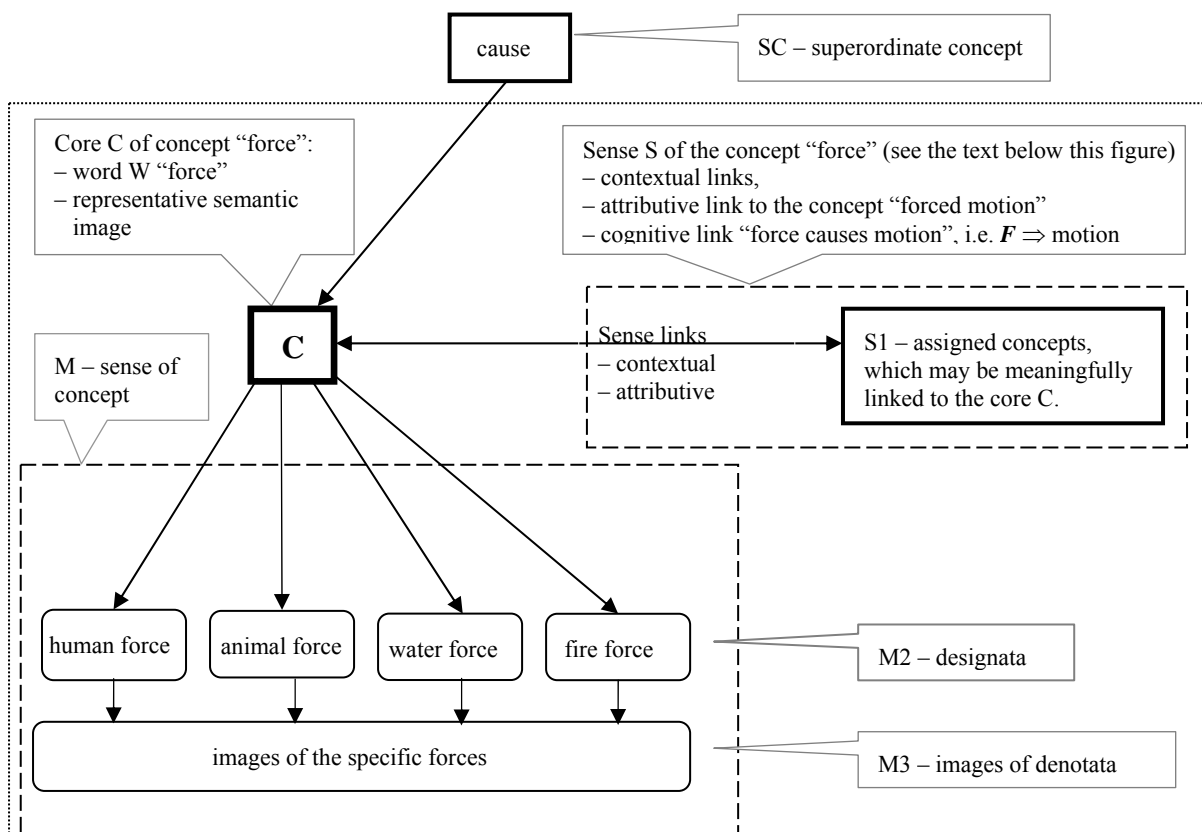 cause
SC – superordinate concept
Core C of concept “force”:
– word W “force”
– representative semantic
image
Sense S of the concept “force” (see the text below this figure)
– contextual links,
– attributive link to the concept “forced motion”
– cognitive link “force causes motion”, i.e. F ⇒ motion
C
Sense links
– contextual
– attributive
S1 – assigned concepts,
which may be meaningfully
linked to the core C.
M – sense of
concept
human force
animal force
water force
fire force
M2 – designata
images of the specific forces
M3 – images of denotata